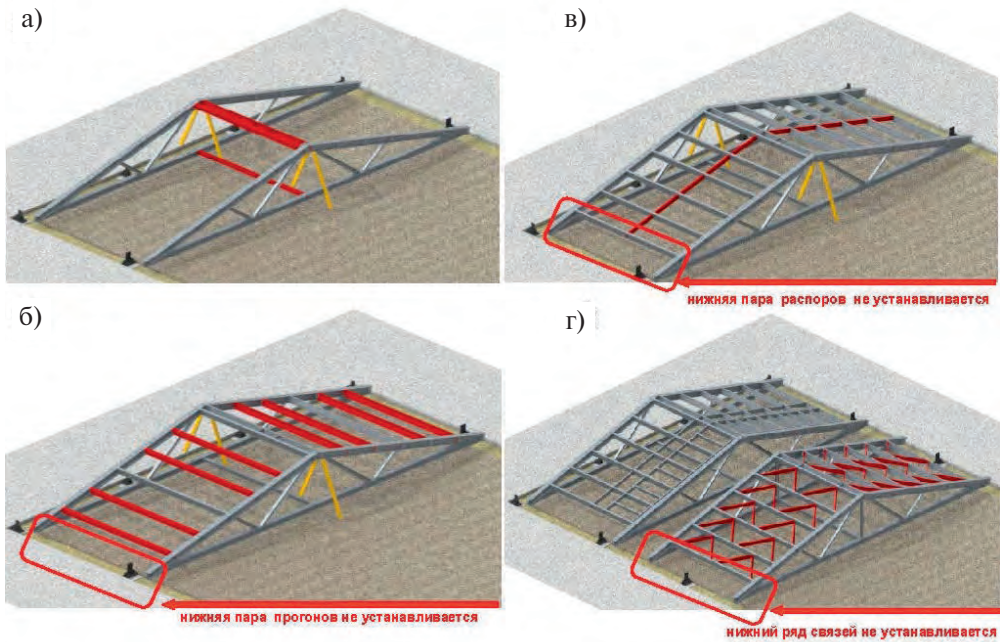 а)
в)
нижняя пара распоров не устанавливается
б)
г)
нижняя пара прогонов не устанавливается
нижний ряд связей не устанавливается